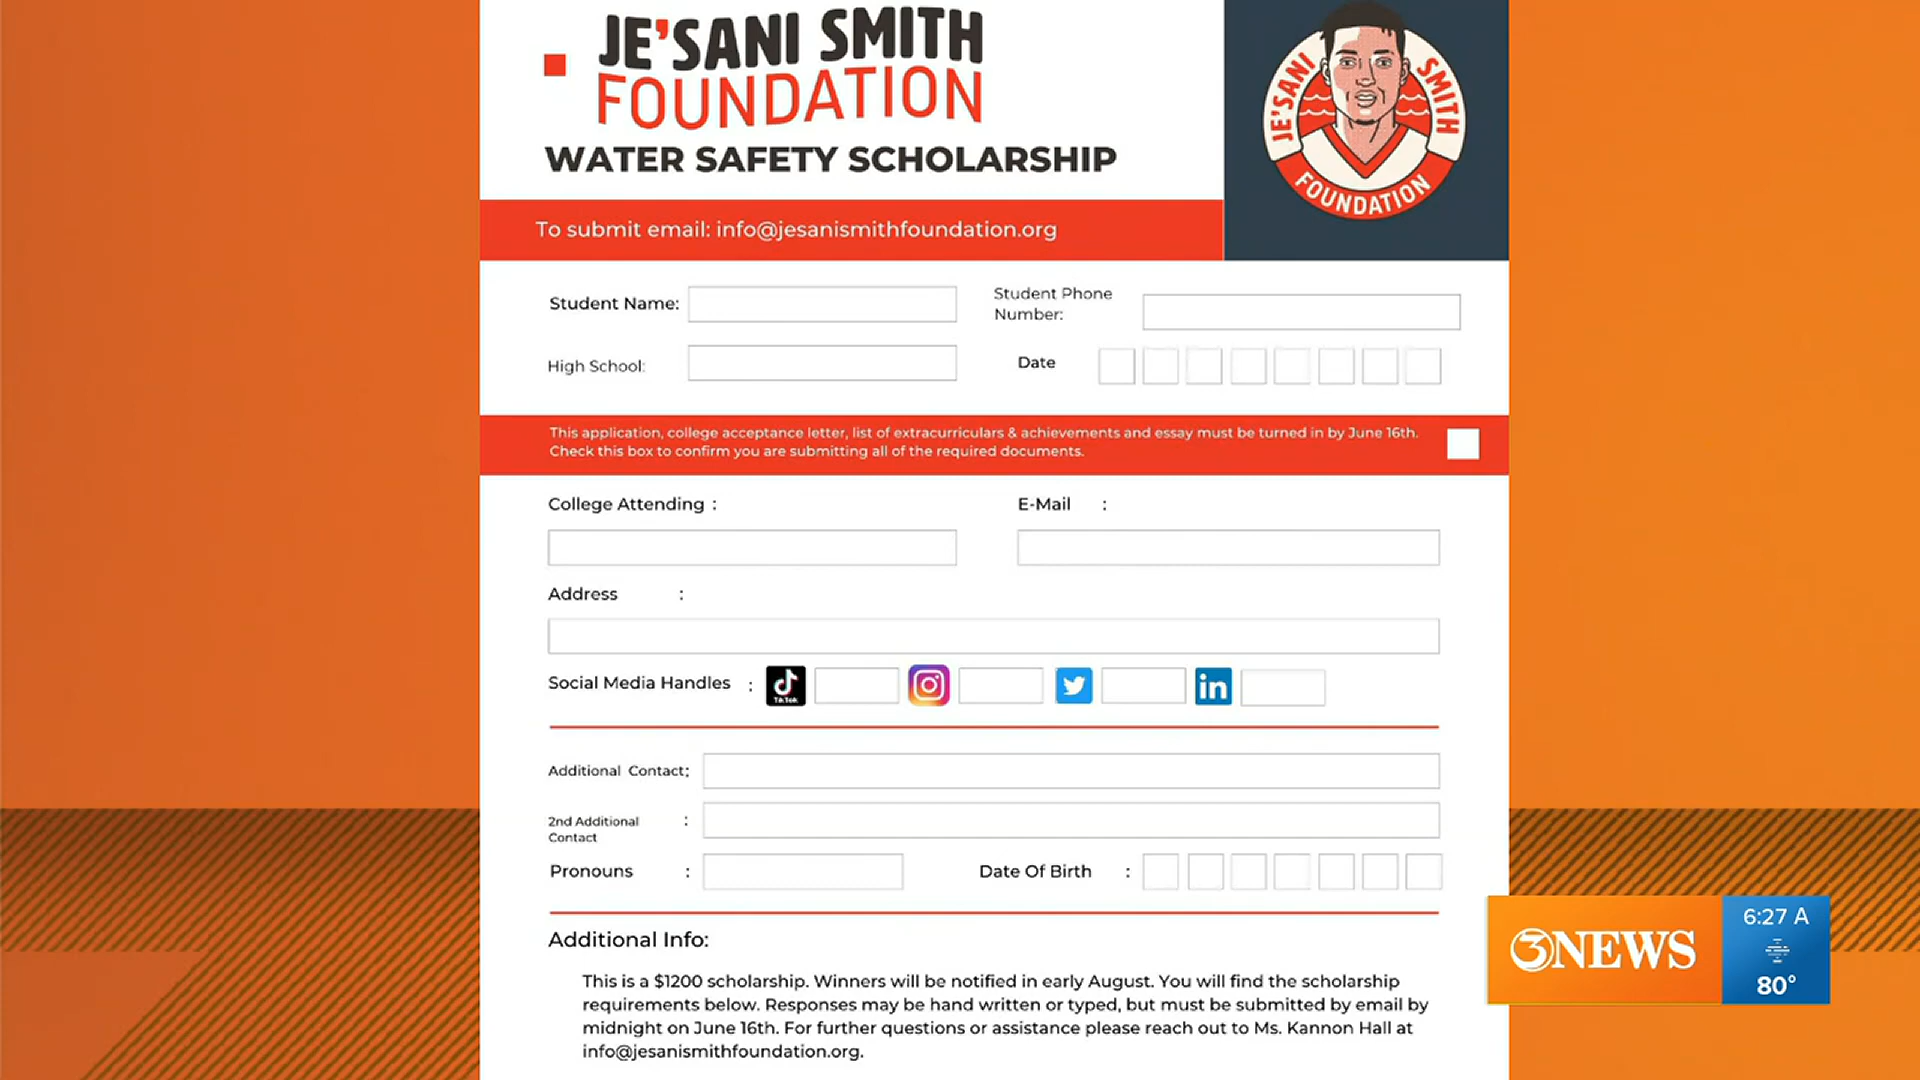 JE'SANI SMITH
FOUNDATION
WATER SAFETY SCHOLARSHIP
JE'SANI SMITH
FOUNDATION
To submit email: info@jesanismithfoundation.org
Student Name:
Student Phone
Number:
High School:
Date
This application, college acceptance letter, list of extracurriculars & achievements and essay must be turned in by June 16th.
Check this box to confirm you are submitting all of the required documents.
College Attending :
E-Mail :
Address :
Social Media Handles :
TikTok
in
Additional Contact:
2nd Additional :
Contact
Pronouns :
Date Of Birth :
Additional Info:
This is a $1200 scholarship. Winners will be notified in early August. You will find the scholarship
requirements below. Responses may be hand written or typed, but must be submitted by email by
midnight on June 16th. For further questions or assistance please reach out to Ms. Kannon Hall at
info@jesanismithfoundation.org.
3NEWS
6:27 A
80°